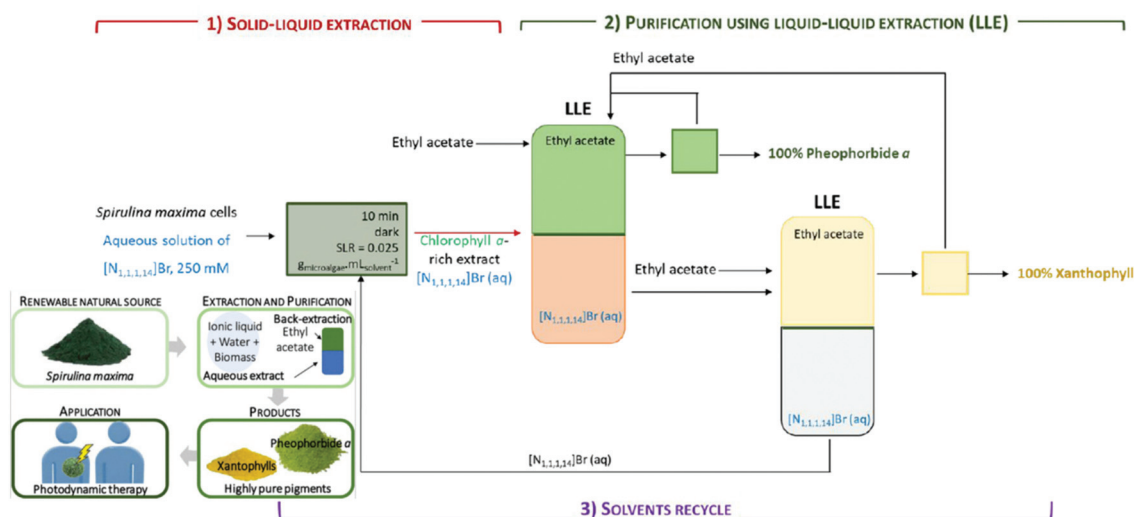 1) SOLID-LIQUID EXTRACTION
2) PURIFICATION USING LIQUID-LIQUID EXTRACTION (LLE)
Ethyl acetate
LLE
Ethyl acetate
Ethyl acetate
100% Pheophorbide a
Spirulina maxima cells
Aqueous solution of
[N1,1,1,14]Br, 250 mM
10 min
dark
SLR = 0.025
gmicroalgae.mLsolvent-1
Chlorophyll a-
rich extract
[N1,1,1,14]Br (aq)
[N1,1,1,14]Br (aq)
LLE
Ethyl acetate
Ethyl acetate
100% Xanthophyll
[N1,1,1,14]Br (aq)
RENEWABLE NATURAL SOURCE
Spirulina maxima
EXTRACTION AND PURIFICATION
Ionic liquid
+ Water +
Biomass
Back-extraction
Ethyl
acetate
Aqueous extract
APPLICATION
Photodynamic therapy
PRODUCTS
Pheophorbide a
Xantophylls
Highly pure pigments
[N1,1,1,14]Br (aq)
3) SOLVENTS RECYCLE